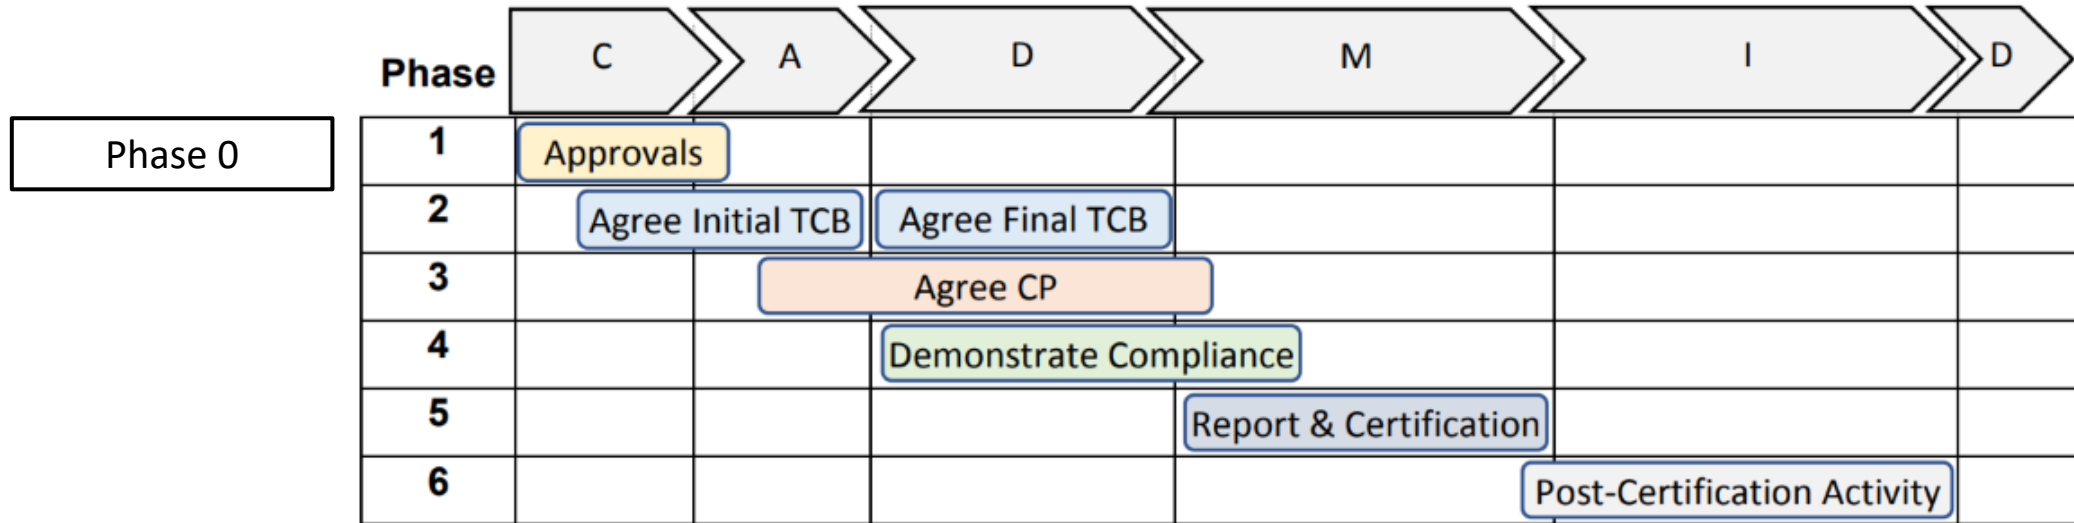 Phase C A D M I D
Phase 0
1 Approvals
2 Agree Initial TCB Agree Final TCB
3 Agree CP
4 Demonstrate Compliance
5 Report & Certification
6 Post-Certification Activity